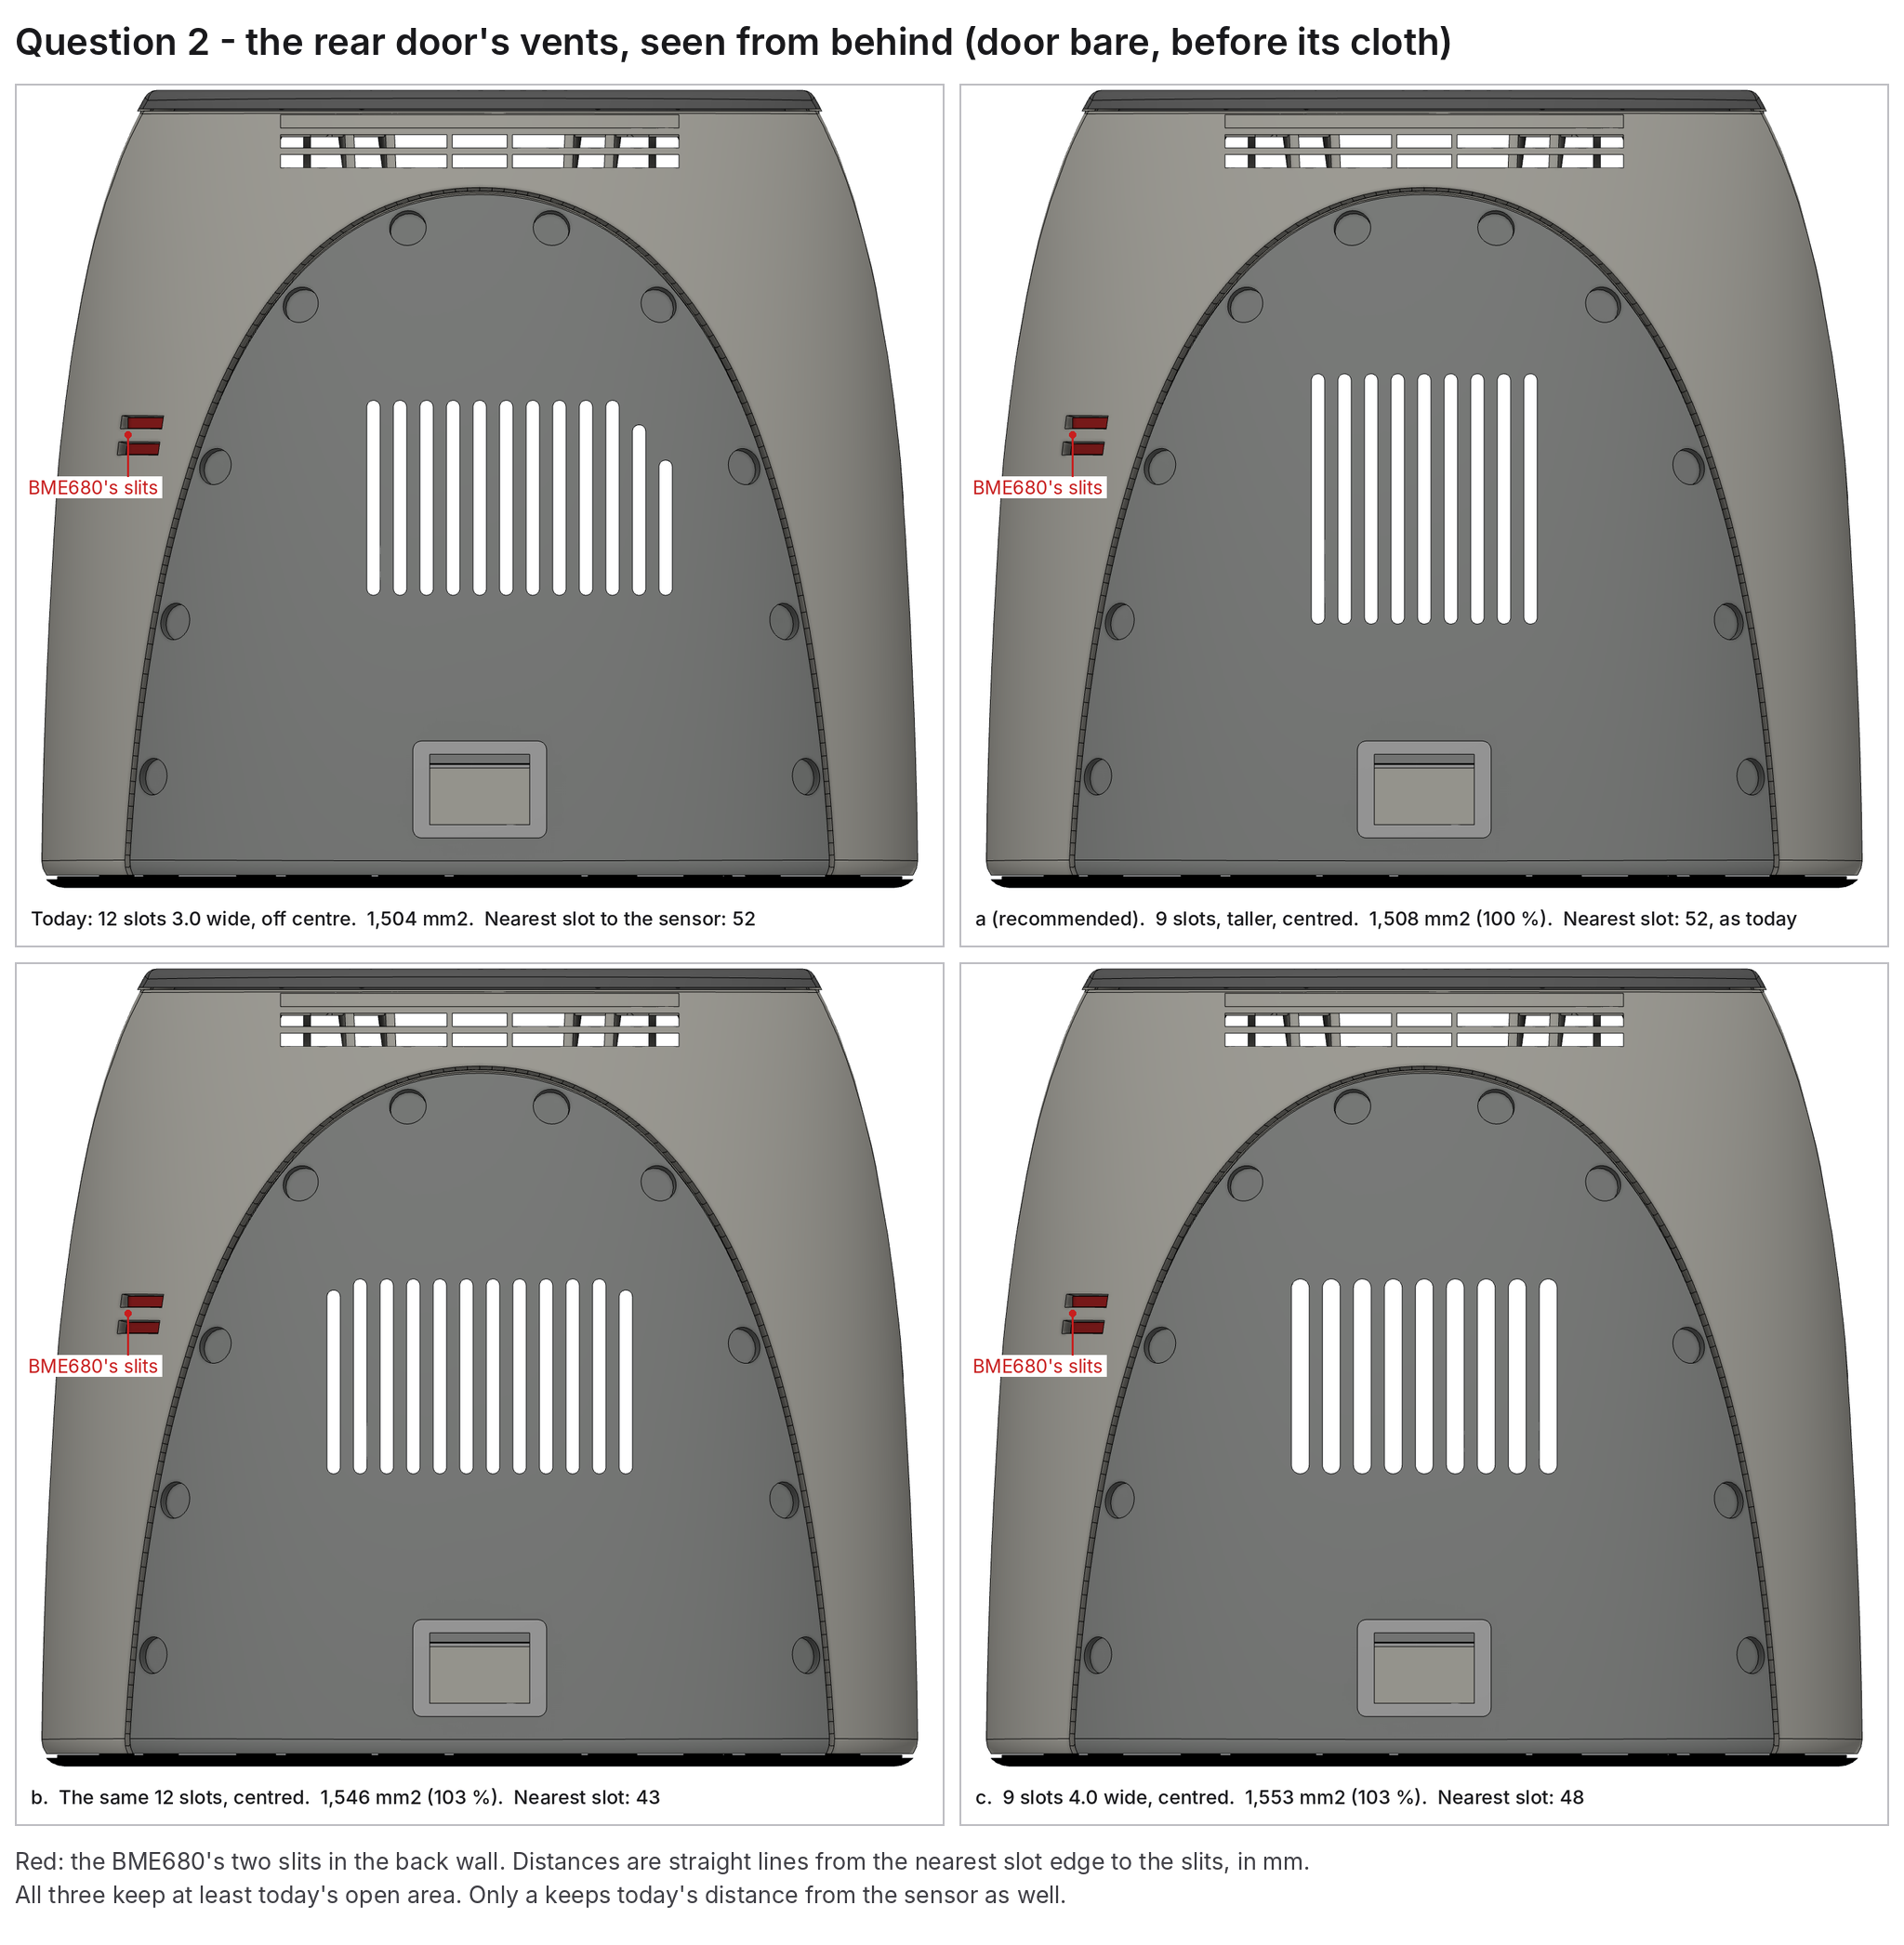 Question 2 - the rear door's vents, seen from behind (door bare, before its cloth)
BME680's slits
Today: 12 slots 3.0 wide, off centre.  1,504 mm2.  Nearest slot to the sensor: 52
BME680's slits
a (recommended).  9 slots, taller, centred.  1,508 mm2 (100 %).  Nearest slot: 52, as today
BME680's slits
b.  The same 12 slots, centred.  1,546 mm2 (103 %).  Nearest slot: 43
BME680's slits
c.  9 slots 4.0 wide, centred.  1,553 mm2 (103 %).  Nearest slot: 48
Red: the BME680's two slits in the back wall. Distances are straight lines from the nearest slot edge to the slits, in mm.
All three keep at least today's open area. Only a keeps today's distance from the sensor as well.